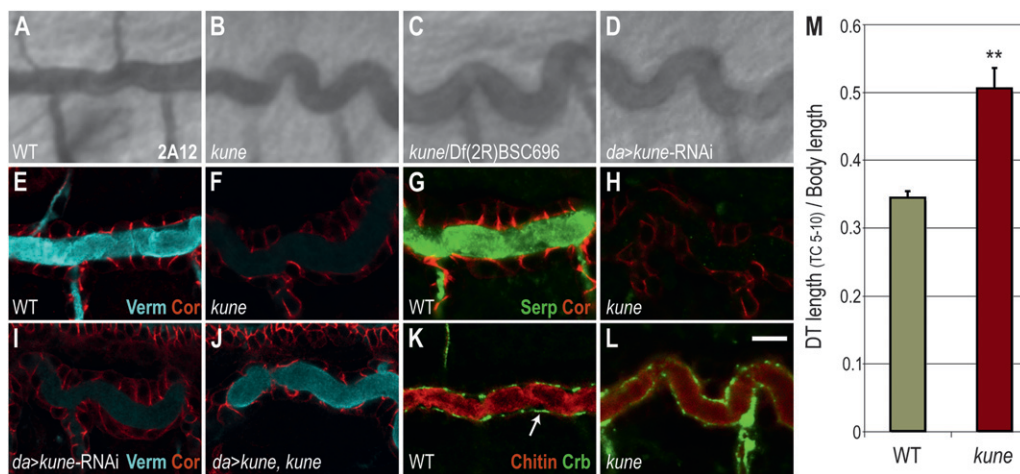 A B C D
WT 2A12 kune kune/Df(2R)BSC696 da>kune-RNAi
E F G H
WT Verm Cor kune WT Serp Cor kune
I J K L
da>kune-RNAi Verm Cor da>kune, kune WT Chitin Crb kune
M
DT length (TC 5-10) / Body length
0.6
0.5
0.4
0.3
0.2
0.1
0
**
WT kune